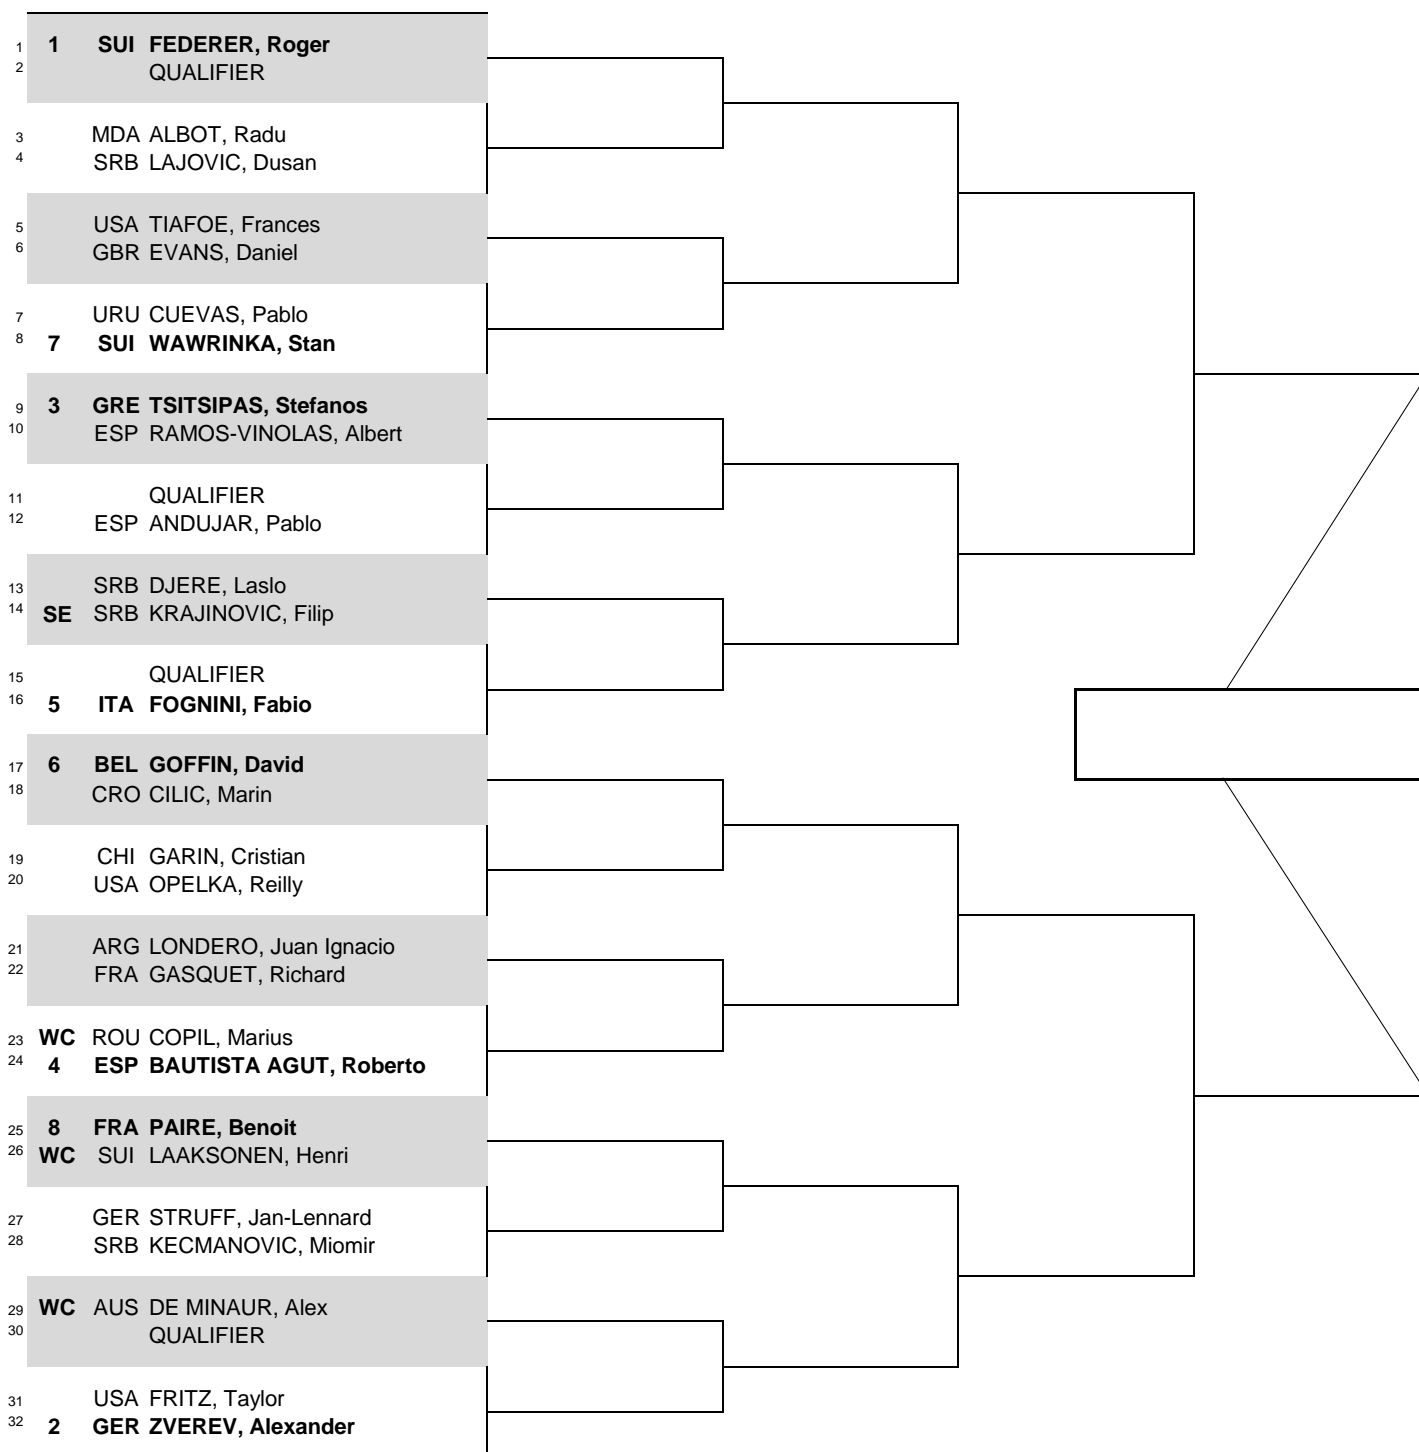 1 1 SUI FEDERER, Roger
2 QUALIFIER
3 MDA ALBOT, Radu
4 SRB LAJOVIC, Dusan
5 USA TIAFOE, Frances
6 GBR EVANS, Daniel
7 URU CUEVAS, Pablo
8 7 SUI WAWRINKA, Stan
9 3 GRE TSITSIPAS, Stefanos
10 ESP RAMOS-VINOLAS, Albert
11 QUALIFIER
12 ESP ANDUJAR, Pablo
13 SRB DJERE, Laslo
14 SE SRB KRAJINOVIC, Filip
15 QUALIFIER
16 5 ITA FOGNINI, Fabio
17 6 BEL GOFFIN, David
18 CRO CILIC, Marin
19 CHI GARIN, Cristian
20 USA OPELKA, Reilly
21 ARG LONDERO, Juan Ignacio
22 FRA GASQUET, Richard
23 WC ROU COPIL, Marius
24 4 ESP BAUTISTA AGUT, Roberto
25 8 FRA PAIRE, Benoit
26 WC SUI LAAKSONEN, Henri
27 GER STRUFF, Jan-Lennard
28 SRB KECMANOVIC, Miomir
29 WC AUS DE MINAUR, Alex
30 QUALIFIER
31 USA FRITZ, Taylor
32 2 GER ZVEREV, Alexander